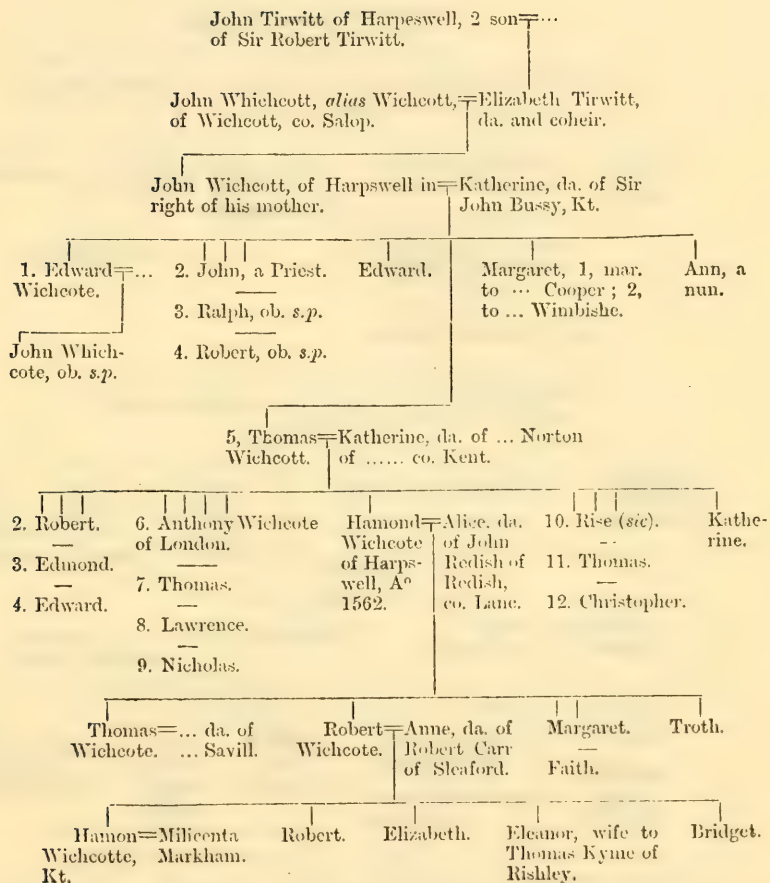 John Tirwitt of Harpeswell, 2 son=...
of Sir Robert Tirwitt.
John Whichcott, alias Wichcott,=Elizabeth Tirwitt,
of Wichcott, co. Salop. da. and coheir.
John Wichcott, of Harpswell in=Katherine, da. of Sir
right of his mother. John Bussy, Kt.
1. Edward=...
Wichcote.
John Which-
cote, ob. s.p.
2. John, a Priest.
3. Ralph, ob. s.p.
4. Robert, ob. s.p.
Edward.
Margaret, 1, mar.
to ... Cooper; 2,
to ... Wimbishe.
Ann, a
nun.
5, Thomas=Katherine, da. of ... Norton
Wichcott. of ...... co. Kent.
2. Robert.
3. Edmond.
4. Edward.
6. Anthony Wichcote
of London.
7. Thomas.
8. Lawrence.
9. Nicholas.
Hamond=Alice, da.
Wichcote of John
of Harps- Redish of
well, Aº Redish,
1562. co. Lanc.
10. Rise (sic).
11. Thomas.
12. Christopher.
Kathe-
rine.
Thomas=... da. of
Wichcote. ... Savill.
Robert=Anne, da. of
Wichcote. Robert Carr
of Sleaford.
Margaret.
Faith.
Troth.
Hamon=Milicenta
Wichcotte, Markham.
Kt.
Robert.
Elizabeth.
Eleanor, wife to
Thomas Kyme of
Rishley.
Bridget.